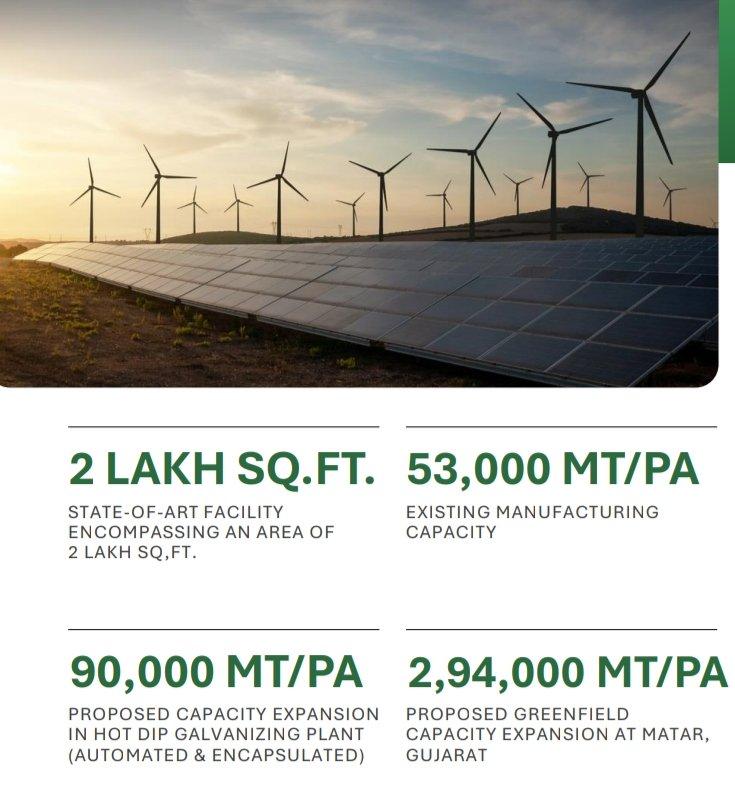 2 LAKH SQ.FT.
STATE-OF-ART FACILITY
ENCOMPASSING AN AREA OF
2 LAKH SQ,FT.
53,000 MT/PA
EXISTING MANUFACTURING
CAPACITY
90,000 MT/PA
PROPOSED CAPACITY EXPANSION
IN HOT DIP GALVANIZING PLANT
(AUTOMATED & ENCAPSULATED)
2,94,000 MT/PA
PROPOSED GREENFIELD
CAPACITY EXPANSION AT MATAR,
GUJARAT